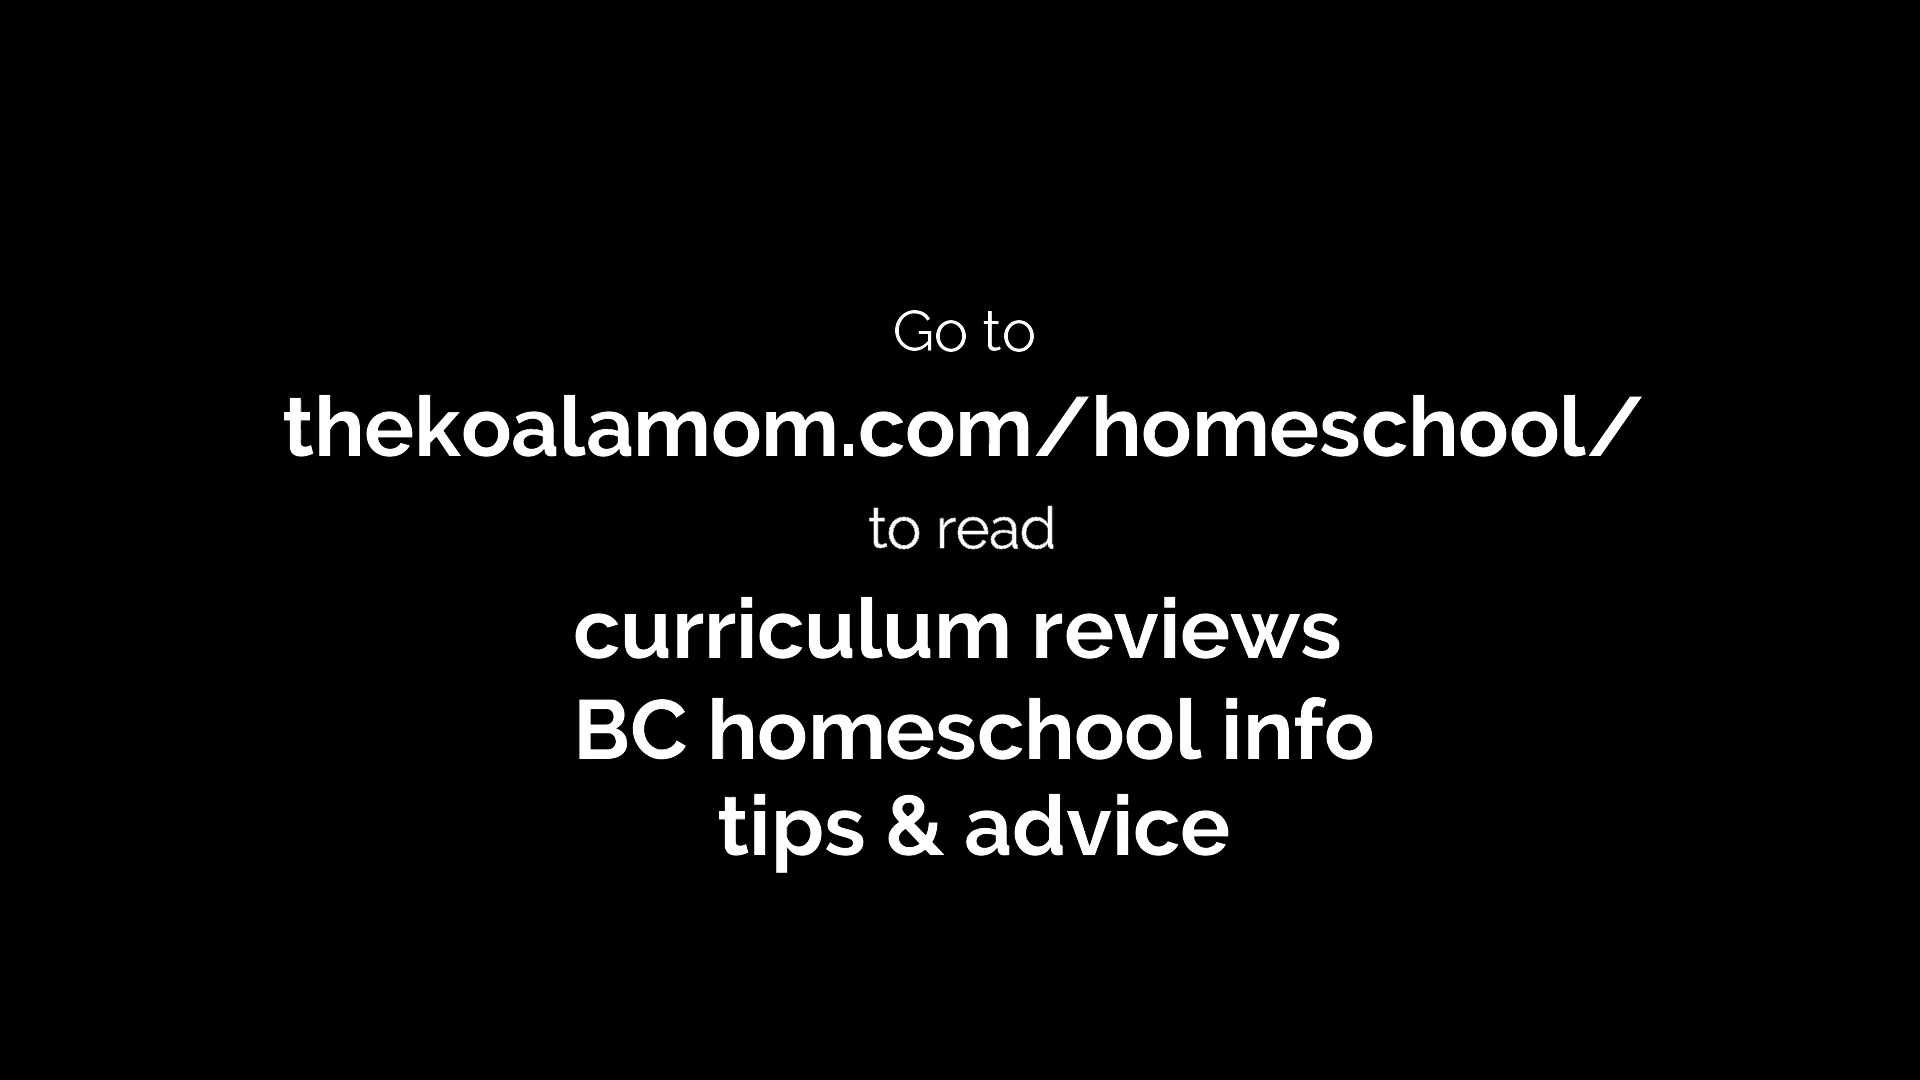 Go to
thekoalamom.com/homeschool/
to read
curriculum reviews
BC homeschool info
tips & advice